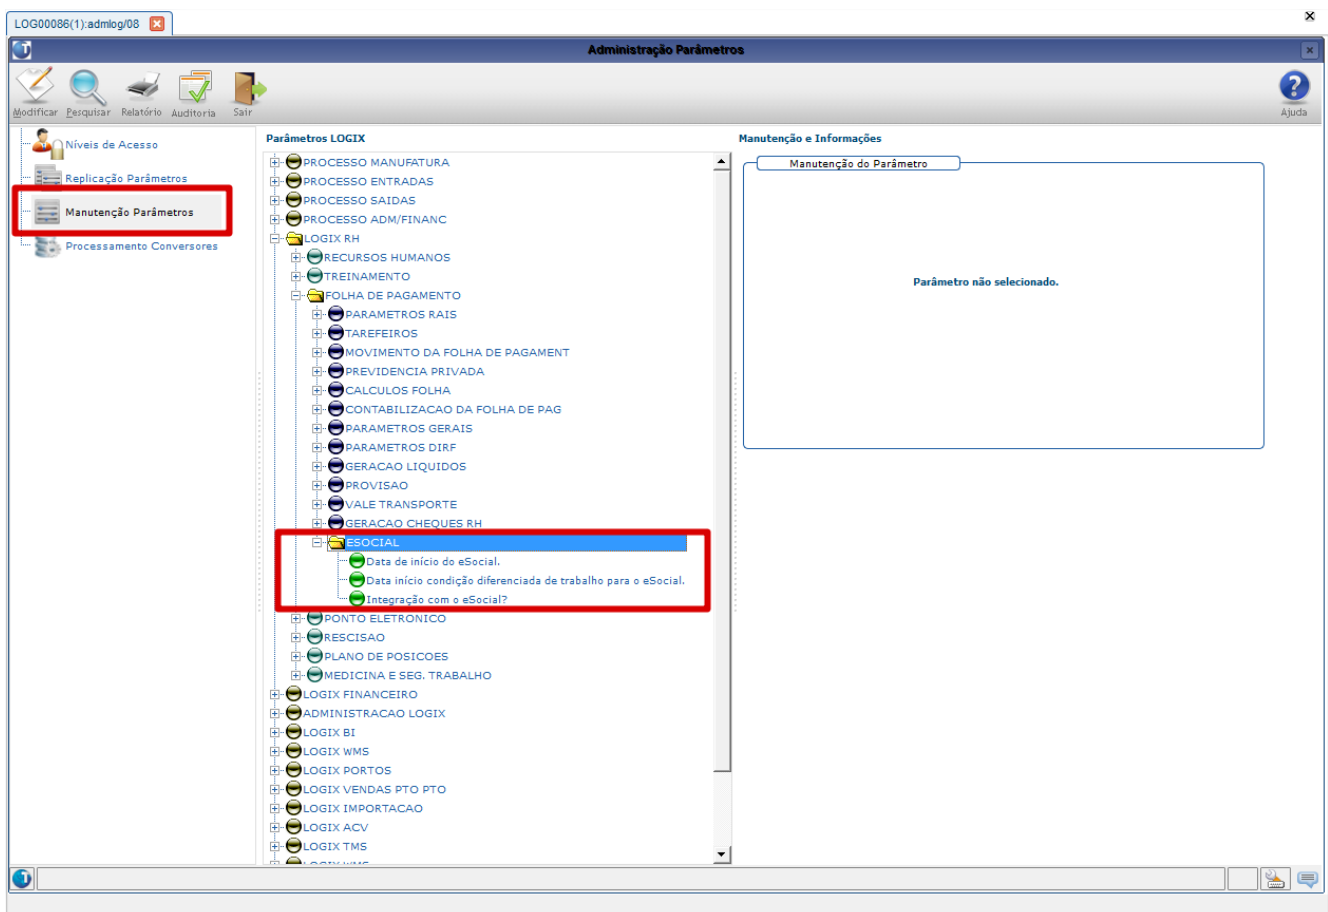 LOG00086(1):admlog/08
Administração Parâmetros
Modificar Pesquisar Relatório Auditoria Sair
Ajuda
Níveis de Acesso
Replicação Parâmetros
Manutenção Parâmetros
Processamento Conversores
Parâmetros LOGIX
PROCESSO MANUFATURA
PROCESSO ENTRADAS
PROCESSO SAIDAS
PROCESSO ADM/FINANC
LOGIX RH
RECURSOS HUMANOS
TREINAMENTO
FOLHA DE PAGAMENTO
PARAMETROS RAIS
TAREFEIROS
MOVIMENTO DA FOLHA DE PAGAMENT
PREVIDENCIA PRIVADA
CALCULOS FOLHA
CONTABILIZACAO DA FOLHA DE PAG
PARAMETROS GERAIS
PARAMETROS DIRF
GERACAO LIQUIDOS
PROVISAO
VALE TRANSPORTE
GERACAO CHEQUES RH
ESOCIAL
Data de início do eSocial.
Data início condição diferenciada de trabalho para o eSocial.
Integração com o eSocial?
PONTO ELETRONICO
RESCISAO
PLANO DE POSICOES
MEDICINA E SEG. TRABALHO
LOGIX FINANCEIRO
ADMINISTRACAO LOGIX
LOGIX BI
LOGIX WMS
LOGIX PORTOS
LOGIX VENDAS PTO PTO
LOGIX IMPORTACAO
LOGIX ACV
LOGIX TMS
Manutenção e Informações
Manutenção do Parâmetro
Parâmetro não selecionado.